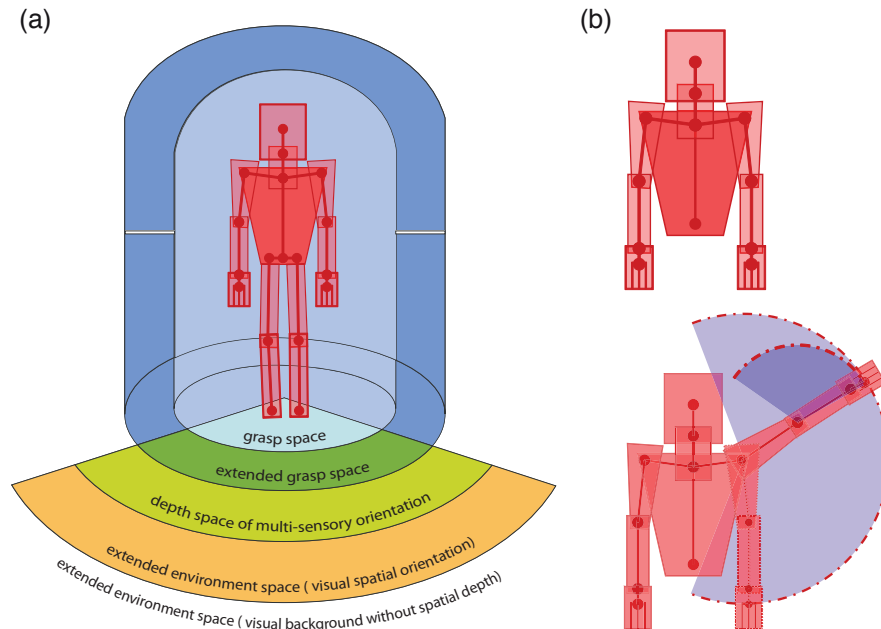 (a)
(b)
grasp space
extended grasp space
depth space of multi-sensory orientation
extended environment space ( visual spatial orientation)
extended environment space ( visual background without spatial depth)